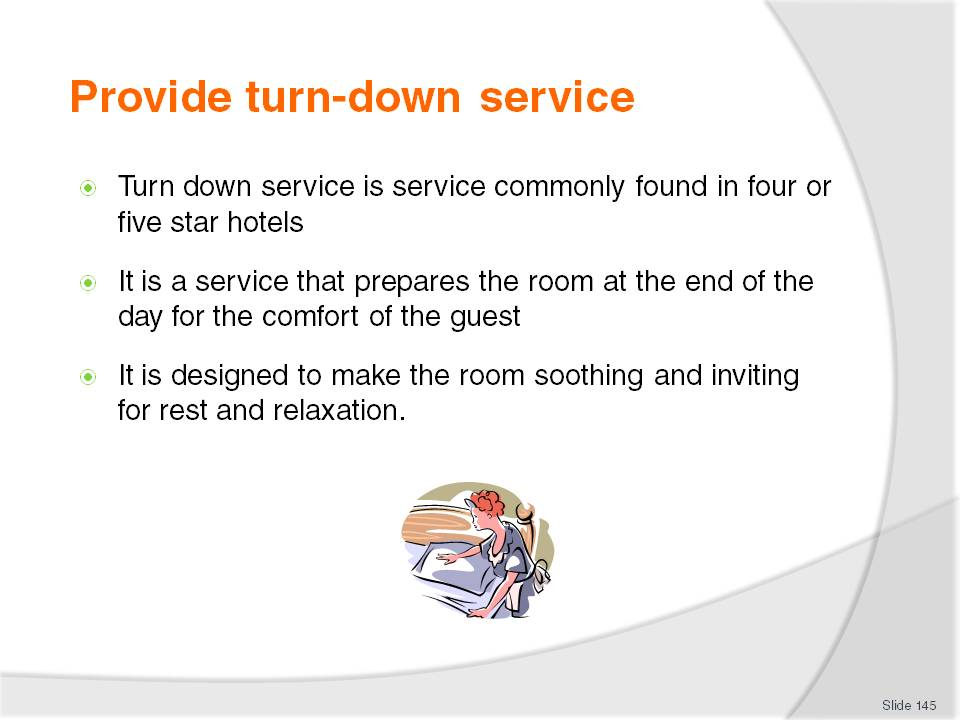 Provide turn-down service
Turn down service is service commonly found in four or
five star hotels
It is a service that prepares the room at the end of the
day for the comfort of the guest
It is designed to make the room soothing and inviting
for rest and relaxation.
Slide 145